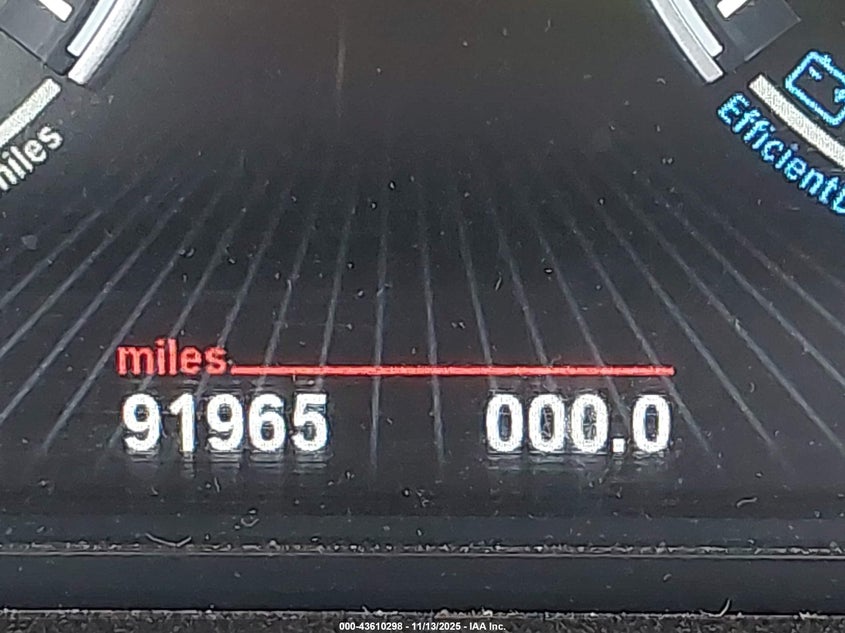 miles
Efficient
miles
91965 000.0
000-43610298 - 11/13/2025 - IAA Inc.